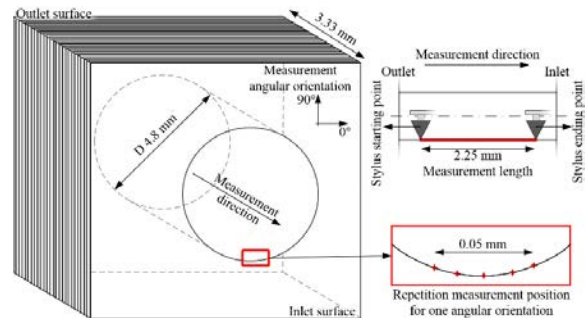 Outlet surface
3.33 mm
Measurement
angular orientation
90°
0°
D 4.8 mm
Measurement
direction
Inlet surface
Measurement direction
Outlet
Inlet
Stylus starting point
Stylus ending point
2.25 mm
Measurement length
0.05 mm
Repetition measurement position
for one angular orientation